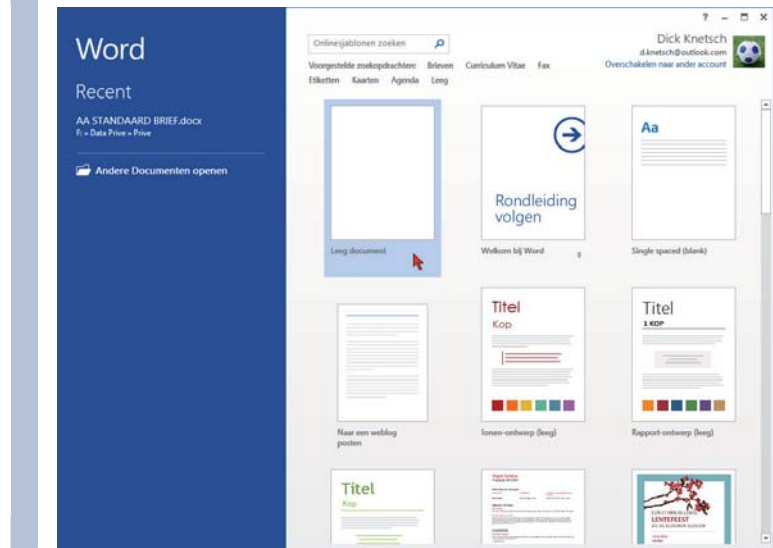 Word
Recent
AA STANDAARD BRIEF.docx
F: » Data Prive » Prive
Andere Documenten openen
?
Onlinesjablonen zoeken
Dick Knetsch
d.knetsch@outlook.com
Overschakelen naar ander account
Voorgestelde zoekopdrachten: Brieven Curriculum Vitae Fax
Etiketten Kaarten Agenda Leeg
Rondleiding
volgen
Aa
Leeg document
Welkom bij Word
Single spaced (blank)
Titel
Kop
Titel
1 KOP
Naar een weblog
posten
Ionen-ontwerp (leeg)
Rapport-ontwerp (leeg)
Titel
Kop
LENTEFEEST